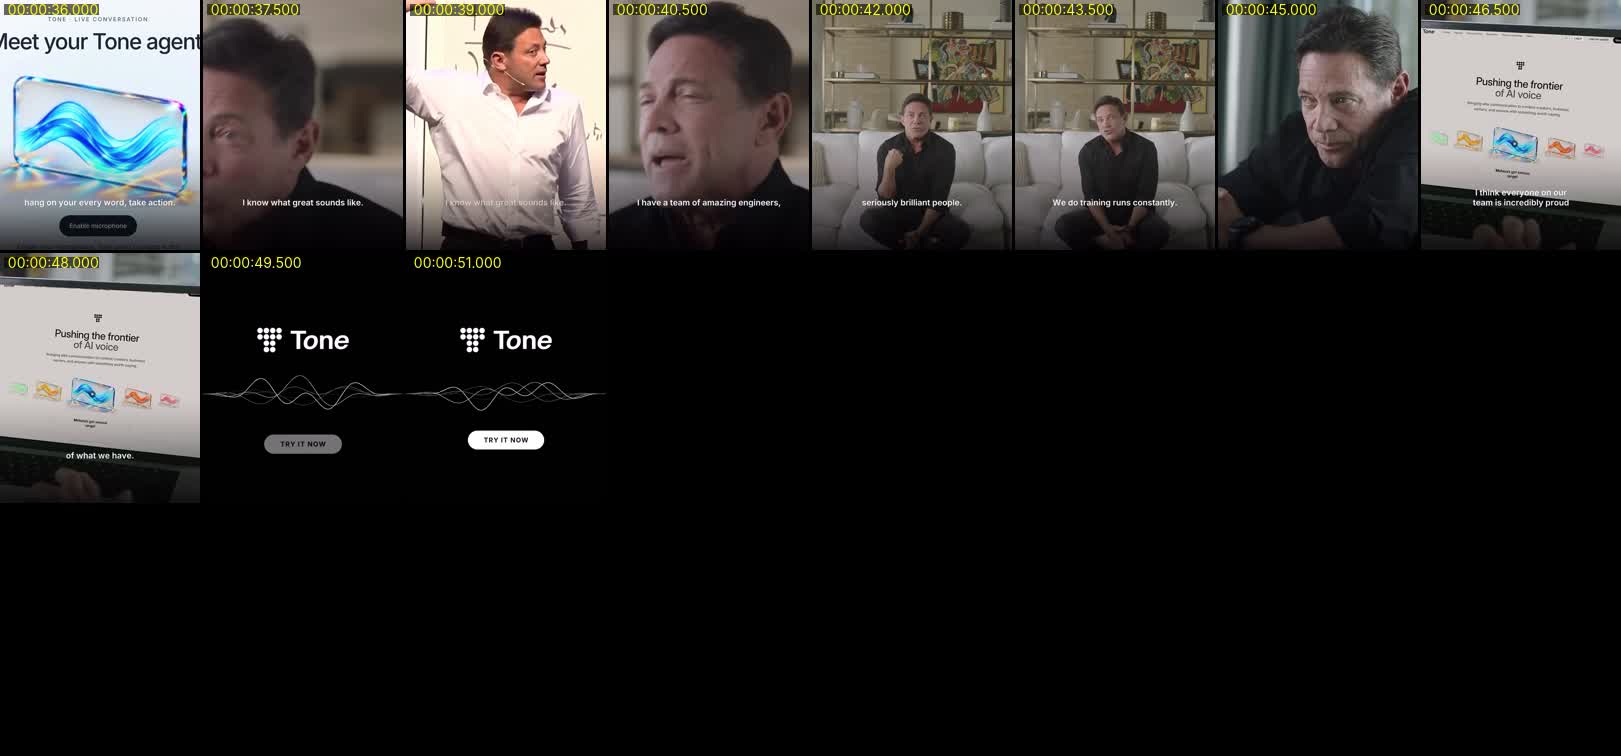 00:00:36.000
TONE · LIVE CONVERSATION
Meet your Tone agent
hang on your every word, take action.
Enable microphone
00:00:37.500
I know what great sounds like.
00:00:39.000
I know what great sounds like.
00:00:40.500
I have a team of amazing engineers,
00:00:42.000
seriously brilliant people.
00:00:43.500
We do training runs constantly.
00:00:45.000
00:00:46.500
Tone
Pushing the frontier
of AI voice
I think everyone on our
team is incredibly proud
00:00:48.000
Pushing the frontier
of AI voice
of what we have.
00:00:49.500
Tone
TRY IT NOW
00:00:51.000
Tone
TRY IT NOW